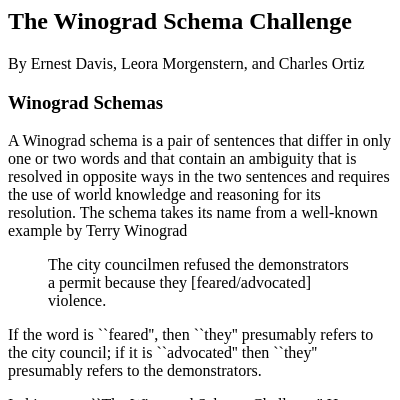 The Winograd Schema Challenge
By Ernest Davis, Leora Morgenstern, and Charles Ortiz
Winograd Schemas
A Winograd schema is a pair of sentences that differ in only
one or two words and that contain an ambiguity that is
resolved in opposite ways in the two sentences and requires
the use of world knowledge and reasoning for its
resolution. The schema takes its name from a well-known
example by Terry Winograd
The city councilmen refused the demonstrators
a permit because they [feared/advocated]
violence.
If the word is ``feared'', then ``they'' presumably refers to
the city council; if it is ``advocated'' then ``they''
presumably refers to the demonstrators.